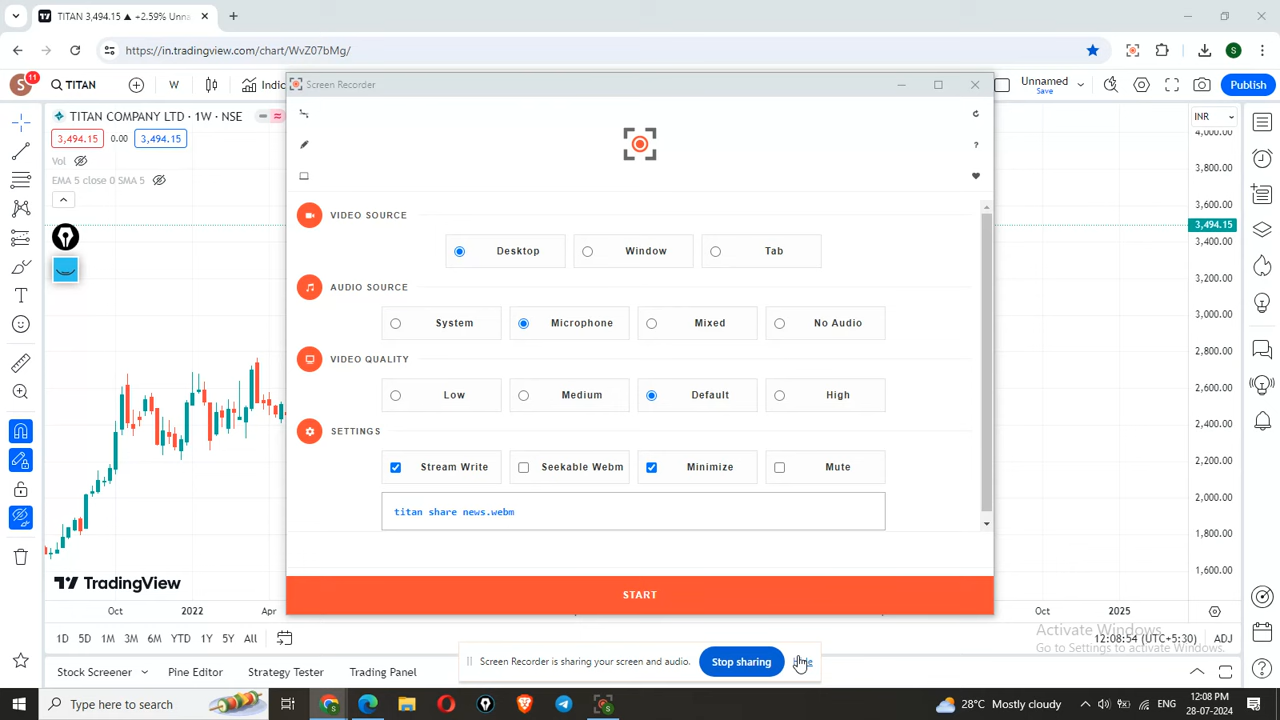 TITAN 3,494.15 ▲ +2.59% Unna
https://in.tradingview.com/chart/WvZ07bMg/
S
S
11
TITAN
W
Indic
Unnamed
Save
Publish
Screen Recorder
?
TITAN COMPANY LTD · 1W · NSE
3,494.15
0.00
3,494.15
Vol
EMA 5 close 0 SMA 5
VIDEO SOURCE
Desktop
Window
Tab
AUDIO SOURCE
System
Microphone
Mixed
No Audio
VIDEO QUALITY
Low
Medium
Default
High
SETTINGS
Stream Write
Seekable Webm
Minimize
Mute
titan share news.webm
START
INR
4,000.00
3,800.00
3,600.00
3,494.15
3,400.00
3,200.00
3,000.00
2,800.00
2,600.00
2,400.00
2,200.00
2,000.00
1,800.00
1,600.00
TradingView
Oct
2022
Apr
Oct
2025
1D 5D 1M 3M 6M YTD 1Y 5Y All
12:08:54 (UTC+5:30)
ADJ
Activate Windows
Go to Settings to activate Windows.
Screen Recorder is sharing your screen and audio.
Stop sharing
Stock Screener
Pine Editor
Strategy Tester
Trading Panel
Type here to search
28°C Mostly cloudy
ENG
12:08 PM
28-07-2024